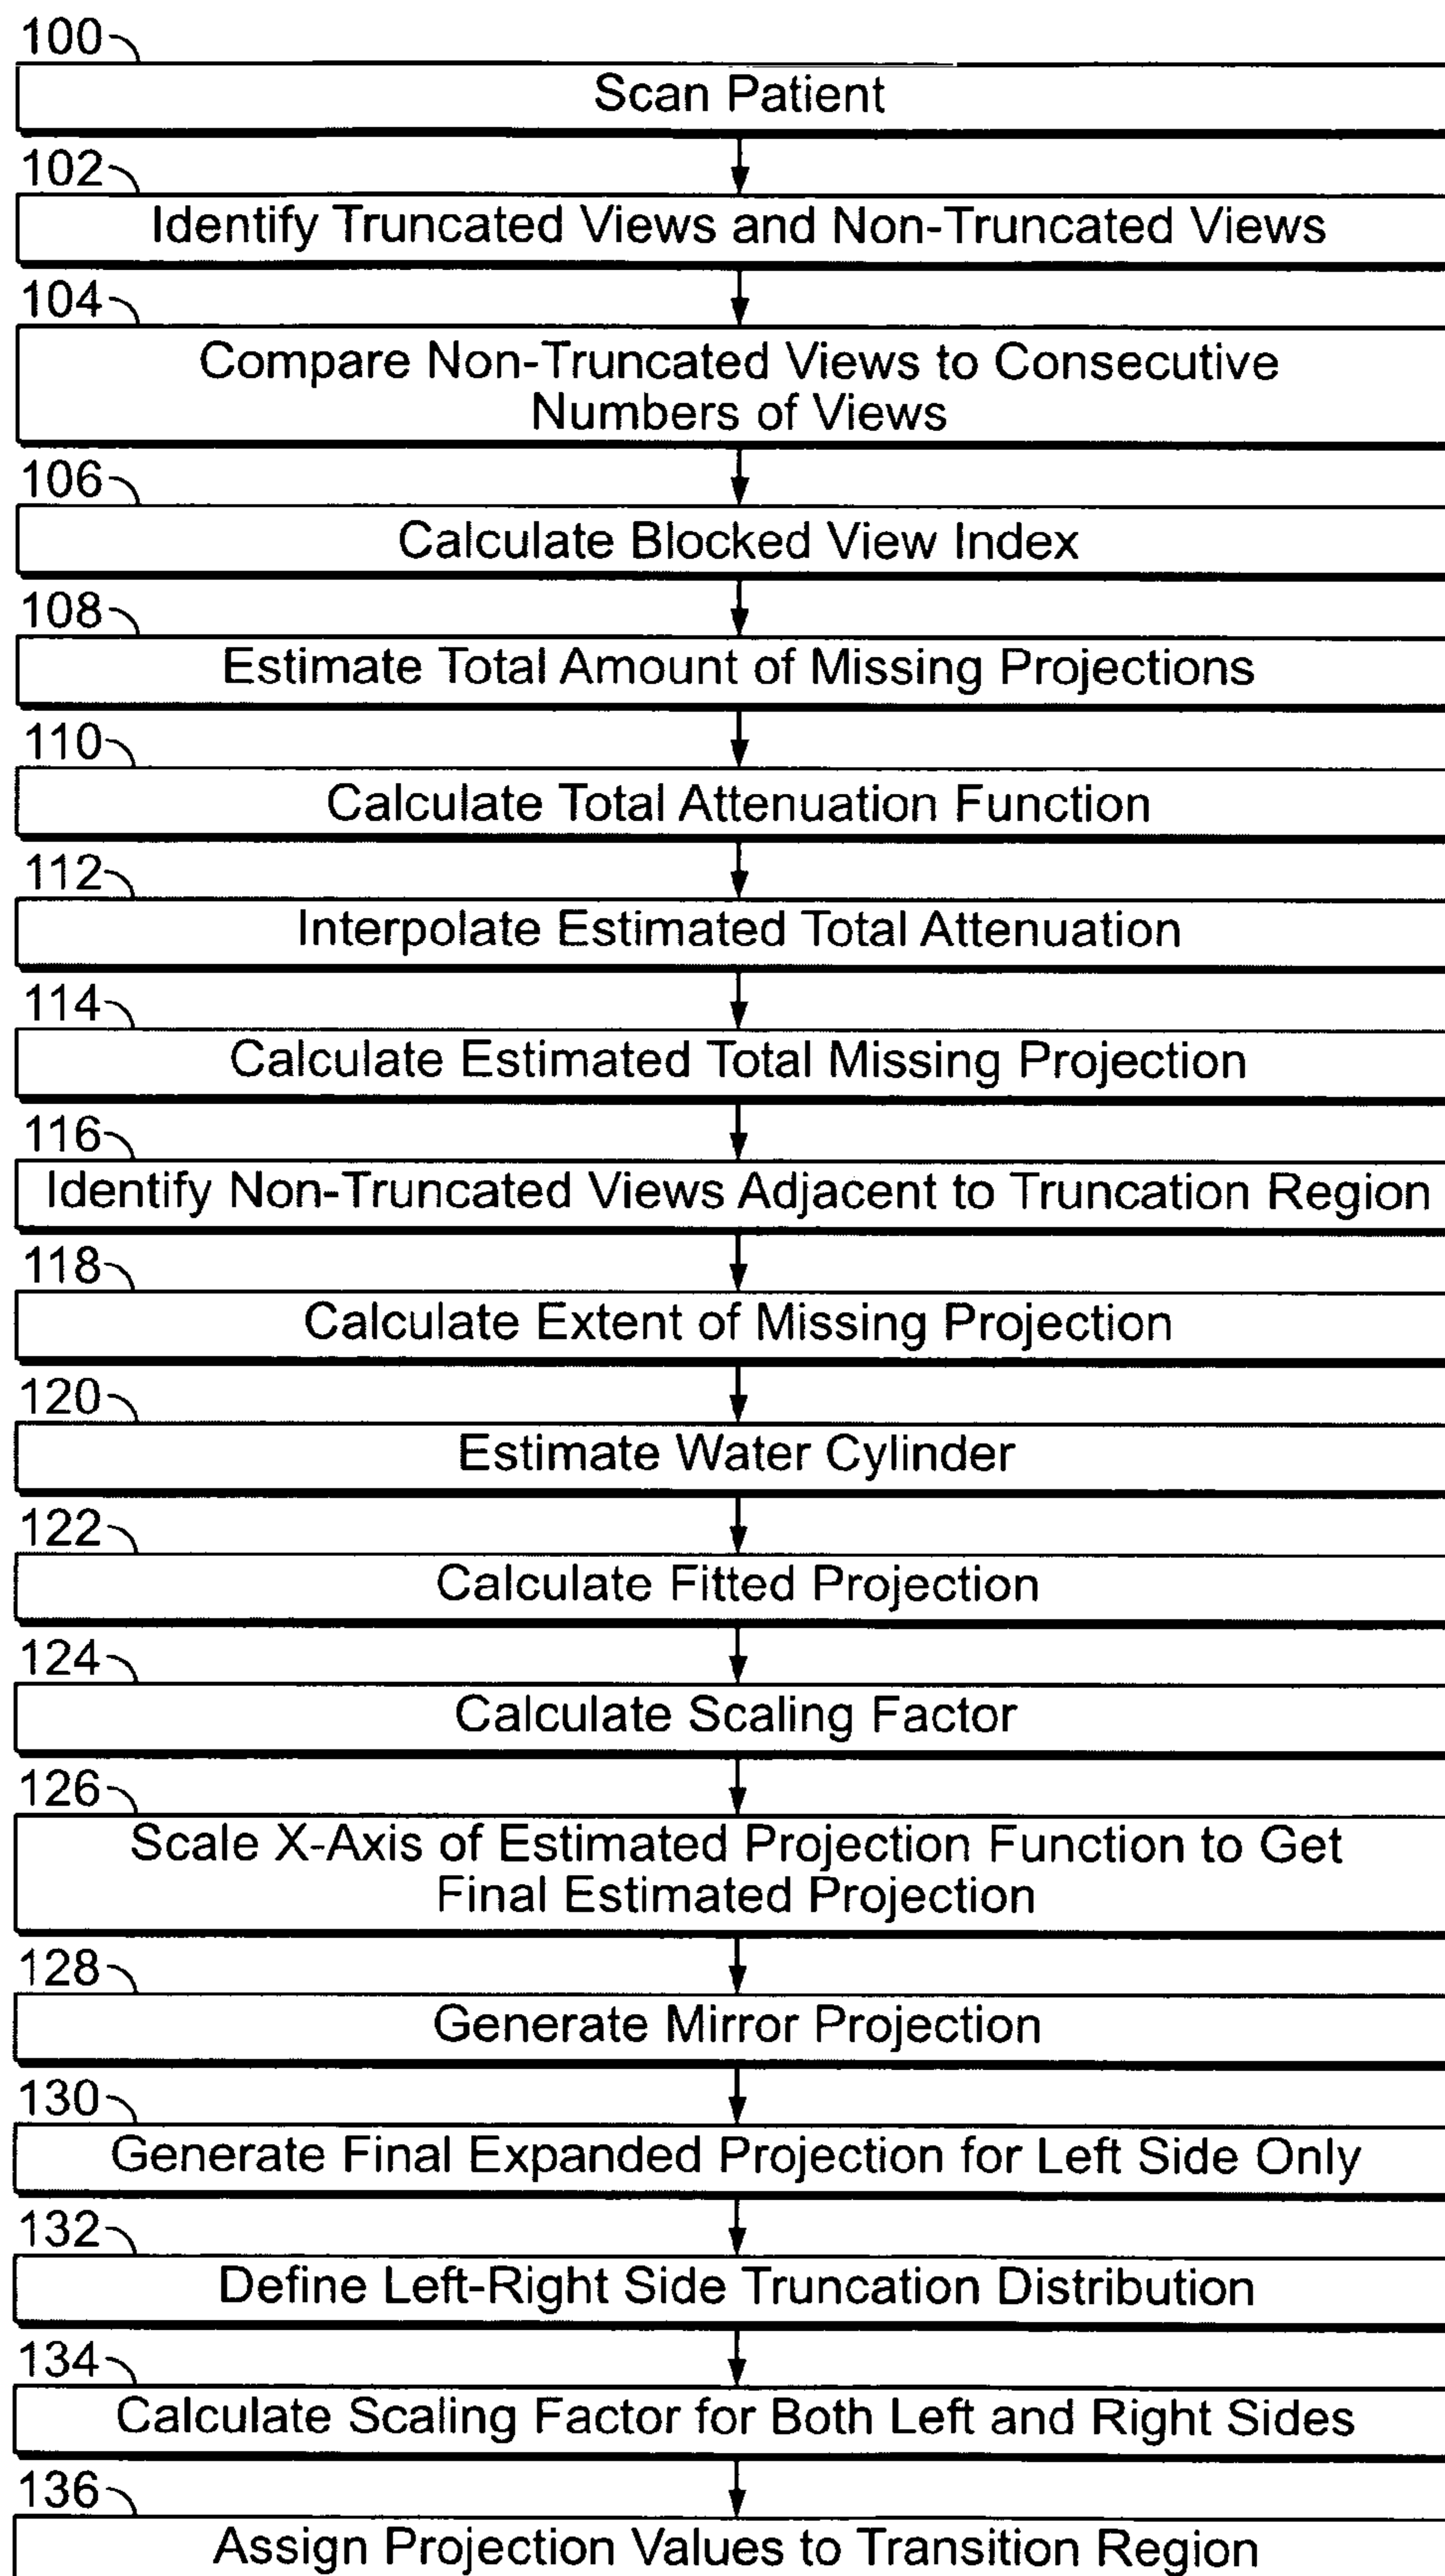 100
Scan Patient
102
Identify Truncated Views and Non-Truncated Views
104
Compare Non-Truncated Views to Consecutive
Numbers of Views
106
Calculate Blocked View Index
108
Estimate Total Amount of Missing Projections
110
Calculate Total Attenuation Function
112
Interpolate Estimated Total Attenuation
114
Calculate Estimated Total Missing Projection
116
Identify Non-Truncated Views Adjacent to Truncation Region
118
Calculate Extent of Missing Projection
120
Estimate Water Cylinder
122
Calculate Fitted Projection
124
Calculate Scaling Factor
126
Scale X-Axis of Estimated Projection Function to Get
Final Estimated Projection
128
Generate Mirror Projection
130
Generate Final Expanded Projection for Left Side Only
132
Define Left-Right Side Truncation Distribution
134
Calculate Scaling Factor for Both Left and Right Sides
136
Assign Projection Values to Transition Region